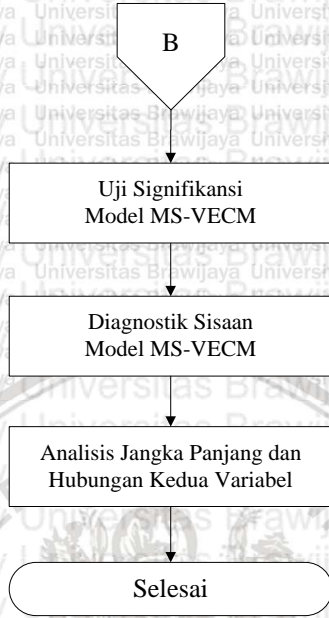 B
Uji Signifikansi
Model MS-VECM
Diagnostik Sisaan
Model MS-VECM
Analisis Jangka Panjang dan
Hubungan Kedua Variabel
Selesai